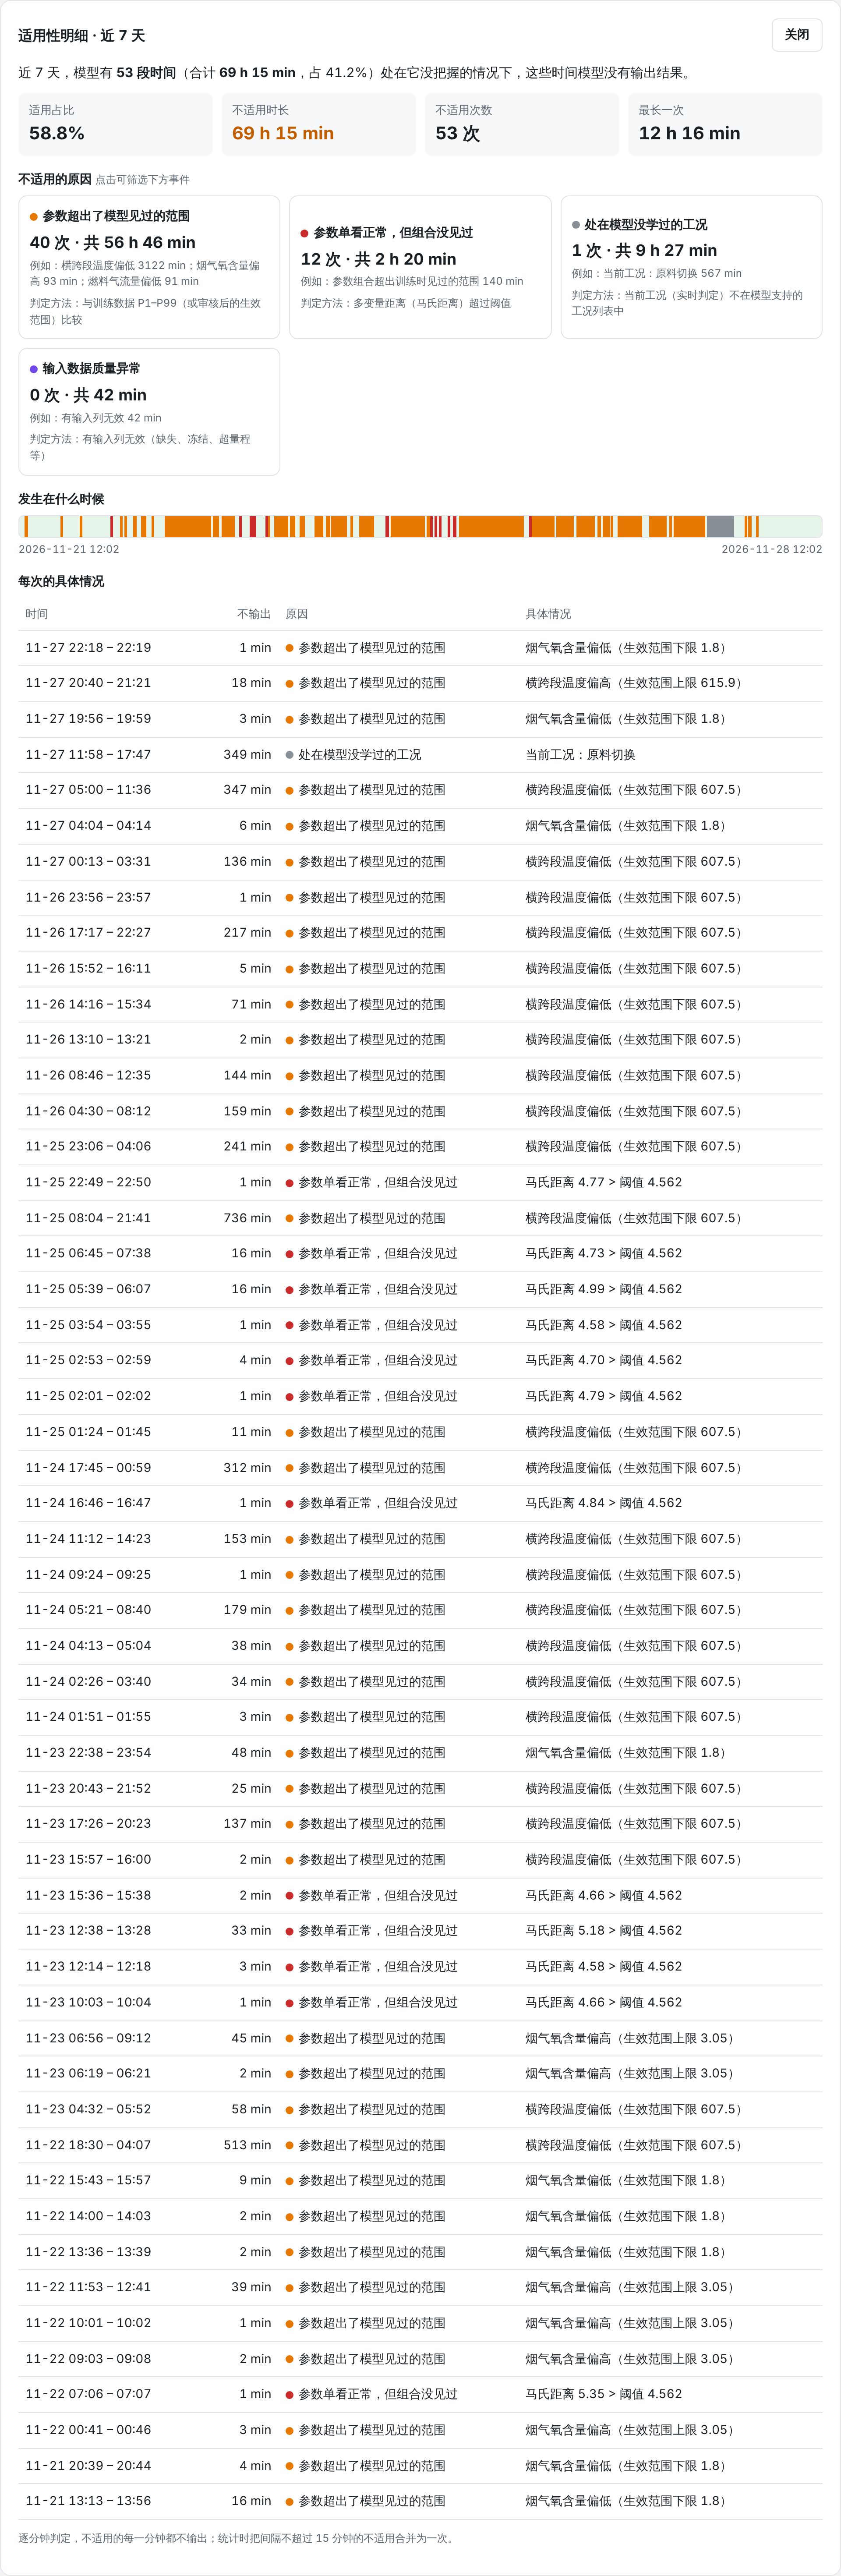 适用性明细 · 近 7 天
关闭
近 7 天，模型有 53 段时间（合计 69 h 15 min，占 41.2%）处在它没把握的情况下，这些时间模型没有输出结果。
适用占比
58.8%
不适用时长
69 h 15 min
不适用次数
53 次
最长一次
12 h 16 min
不适用的原因 点击可筛选下方事件
参数超出了模型见过的范围
40 次 · 共 56 h 46 min
例如：横跨段温度偏低 3122 min；烟气氧含量偏
高 93 min；燃料气流量偏低 91 min
判定方法：与训练数据 P1–P99（或审核后的生效
范围）比较
参数单看正常，但组合没见过
12 次 · 共 2 h 20 min
例如：参数组合超出训练时见过的范围 140 min
判定方法：多变量距离（马氏距离）超过阈值
处在模型没学过的工况
1 次 · 共 9 h 27 min
例如：当前工况：原料切换 567 min
判定方法：当前工况（实时判定）不在模型支持的
工况列表中
输入数据质量异常
0 次 · 共 42 min
例如：有输入列无效 42 min
判定方法：有输入列无效（缺失、冻结、超量程
等）
发生在什么时候
2026-11-21 12:02
2026-11-28 12:02
每次的具体情况
时间 不输出 原因 具体情况
11-27 22:18 – 22:19 1 min 参数超出了模型见过的范围 烟气氧含量偏低（生效范围下限 1.8）
11-27 20:40 – 21:21 18 min 参数超出了模型见过的范围 横跨段温度偏高（生效范围上限 615.9）
11-27 19:56 – 19:59 3 min 参数超出了模型见过的范围 烟气氧含量偏低（生效范围下限 1.8）
11-27 11:58 – 17:47 349 min 处在模型没学过的工况 当前工况：原料切换
11-27 05:00 – 11:36 347 min 参数超出了模型见过的范围 横跨段温度偏低（生效范围下限 607.5）
11-27 04:04 – 04:14 6 min 参数超出了模型见过的范围 烟气氧含量偏低（生效范围下限 1.8）
11-27 00:13 – 03:31 136 min 参数超出了模型见过的范围 横跨段温度偏低（生效范围下限 607.5）
11-26 23:56 – 23:57 1 min 参数超出了模型见过的范围 横跨段温度偏低（生效范围下限 607.5）
11-26 17:17 – 22:27 217 min 参数超出了模型见过的范围 横跨段温度偏低（生效范围下限 607.5）
11-26 15:52 – 16:11 5 min 参数超出了模型见过的范围 横跨段温度偏低（生效范围下限 607.5）
11-26 14:16 – 15:34 71 min 参数超出了模型见过的范围 横跨段温度偏低（生效范围下限 607.5）
11-26 13:10 – 13:21 2 min 参数超出了模型见过的范围 横跨段温度偏低（生效范围下限 607.5）
11-26 08:46 – 12:35 144 min 参数超出了模型见过的范围 横跨段温度偏低（生效范围下限 607.5）
11-26 04:30 – 08:12 159 min 参数超出了模型见过的范围 横跨段温度偏低（生效范围下限 607.5）
11-25 23:06 – 04:06 241 min 参数超出了模型见过的范围 横跨段温度偏低（生效范围下限 607.5）
11-25 22:49 – 22:50 1 min 参数单看正常，但组合没见过 马氏距离 4.77 > 阈值 4.562
11-25 08:04 – 21:41 736 min 参数超出了模型见过的范围 横跨段温度偏低（生效范围下限 607.5）
11-25 06:45 – 07:38 16 min 参数单看正常，但组合没见过 马氏距离 4.73 > 阈值 4.562
11-25 05:39 – 06:07 16 min 参数单看正常，但组合没见过 马氏距离 4.99 > 阈值 4.562
11-25 03:54 – 03:55 1 min 参数单看正常，但组合没见过 马氏距离 4.58 > 阈值 4.562
11-25 02:53 – 02:59 4 min 参数单看正常，但组合没见过 马氏距离 4.70 > 阈值 4.562
11-25 02:01 – 02:02 1 min 参数单看正常，但组合没见过 马氏距离 4.79 > 阈值 4.562
11-25 01:24 – 01:45 11 min 参数超出了模型见过的范围 横跨段温度偏低（生效范围下限 607.5）
11-24 17:45 – 00:59 312 min 参数超出了模型见过的范围 横跨段温度偏低（生效范围下限 607.5）
11-24 16:46 – 16:47 1 min 参数单看正常，但组合没见过 马氏距离 4.84 > 阈值 4.562
11-24 11:12 – 14:23 153 min 参数超出了模型见过的范围 横跨段温度偏低（生效范围下限 607.5）
11-24 09:24 – 09:25 1 min 参数超出了模型见过的范围 横跨段温度偏低（生效范围下限 607.5）
11-24 05:21 – 08:40 179 min 参数超出了模型见过的范围 横跨段温度偏低（生效范围下限 607.5）
11-24 04:13 – 05:04 38 min 参数超出了模型见过的范围 横跨段温度偏低（生效范围下限 607.5）
11-24 02:26 – 03:40 34 min 参数超出了模型见过的范围 横跨段温度偏低（生效范围下限 607.5）
11-24 01:51 – 01:55 3 min 参数超出了模型见过的范围 横跨段温度偏低（生效范围下限 607.5）
11-23 22:38 – 23:54 48 min 参数超出了模型见过的范围 烟气氧含量偏低（生效范围下限 1.8）
11-23 20:43 – 21:52 25 min 参数超出了模型见过的范围 横跨段温度偏低（生效范围下限 607.5）
11-23 17:26 – 20:23 137 min 参数超出了模型见过的范围 横跨段温度偏低（生效范围下限 607.5）
11-23 15:57 – 16:00 2 min 参数超出了模型见过的范围 横跨段温度偏低（生效范围下限 607.5）
11-23 15:36 – 15:38 2 min 参数单看正常，但组合没见过 马氏距离 4.66 > 阈值 4.562
11-23 12:38 – 13:28 33 min 参数单看正常，但组合没见过 马氏距离 5.18 > 阈值 4.562
11-23 12:14 – 12:18 3 min 参数单看正常，但组合没见过 马氏距离 4.58 > 阈值 4.562
11-23 10:03 – 10:04 1 min 参数单看正常，但组合没见过 马氏距离 4.66 > 阈值 4.562
11-23 06:56 – 09:12 45 min 参数超出了模型见过的范围 烟气氧含量偏高（生效范围上限 3.05）
11-23 06:19 – 06:21 2 min 参数超出了模型见过的范围 烟气氧含量偏高（生效范围上限 3.05）
11-23 04:32 – 05:52 58 min 参数超出了模型见过的范围 横跨段温度偏低（生效范围下限 607.5）
11-22 18:30 – 04:07 513 min 参数超出了模型见过的范围 横跨段温度偏低（生效范围下限 607.5）
11-22 15:43 – 15:57 9 min 参数超出了模型见过的范围 烟气氧含量偏低（生效范围下限 1.8）
11-22 14:00 – 14:03 2 min 参数超出了模型见过的范围 烟气氧含量偏低（生效范围下限 1.8）
11-22 13:36 – 13:39 2 min 参数超出了模型见过的范围 烟气氧含量偏低（生效范围下限 1.8）
11-22 11:53 – 12:41 39 min 参数超出了模型见过的范围 烟气氧含量偏高（生效范围上限 3.05）
11-22 10:01 – 10:02 1 min 参数超出了模型见过的范围 烟气氧含量偏高（生效范围上限 3.05）
11-22 09:03 – 09:08 2 min 参数超出了模型见过的范围 烟气氧含量偏高（生效范围上限 3.05）
11-22 07:06 – 07:07 1 min 参数单看正常，但组合没见过 马氏距离 5.35 > 阈值 4.562
11-22 00:41 – 00:46 3 min 参数超出了模型见过的范围 烟气氧含量偏高（生效范围上限 3.05）
11-21 20:39 – 20:44 4 min 参数超出了模型见过的范围 烟气氧含量偏低（生效范围下限 1.8）
11-21 13:13 – 13:56 16 min 参数超出了模型见过的范围 烟气氧含量偏低（生效范围下限 1.8）
逐分钟判定，不适用的每一分钟都不输出；统计时把间隔不超过 15 分钟的不适用合并为一次。